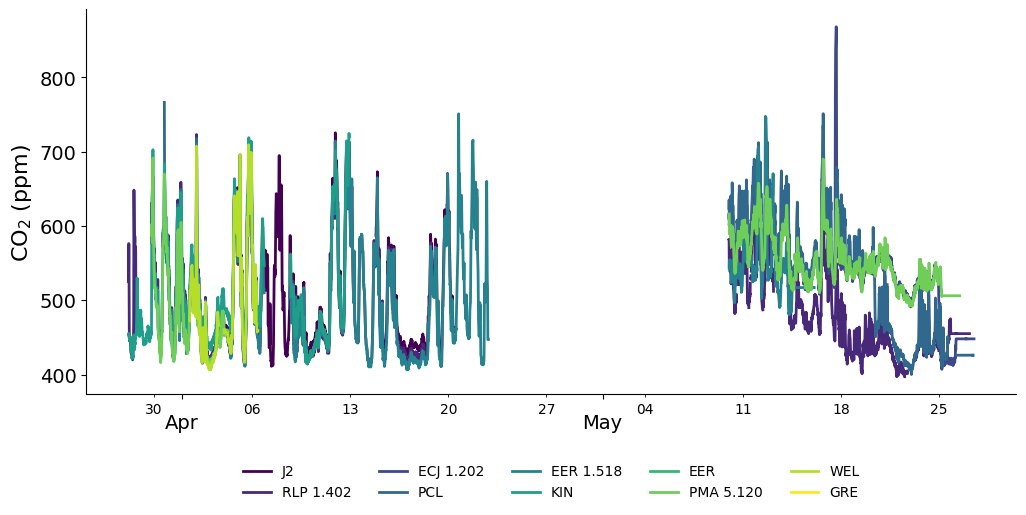 CO₂ (ppm)
800
700
600
500
400
30 06 13 20 27 04 11 18 25
Apr May
J2 ECJ 1.202 EER 1.518 EER WEL
RLP 1.402 PCL KIN PMA 5.120 GRE